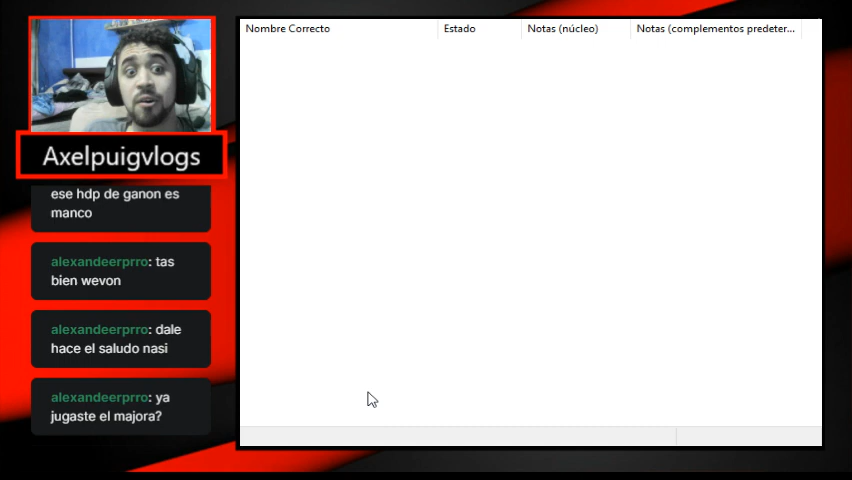 Nombre Correcto Estado Notas (núcleo) Notas (complementos predeter...
Axelpuigvlogs
ese hdp de ganon es
manco
alexandeerprro: tas
bien wevon
alexandeerprro: dale
hace el saludo nasi
alexandeerprro: ya
jugaste el majora?